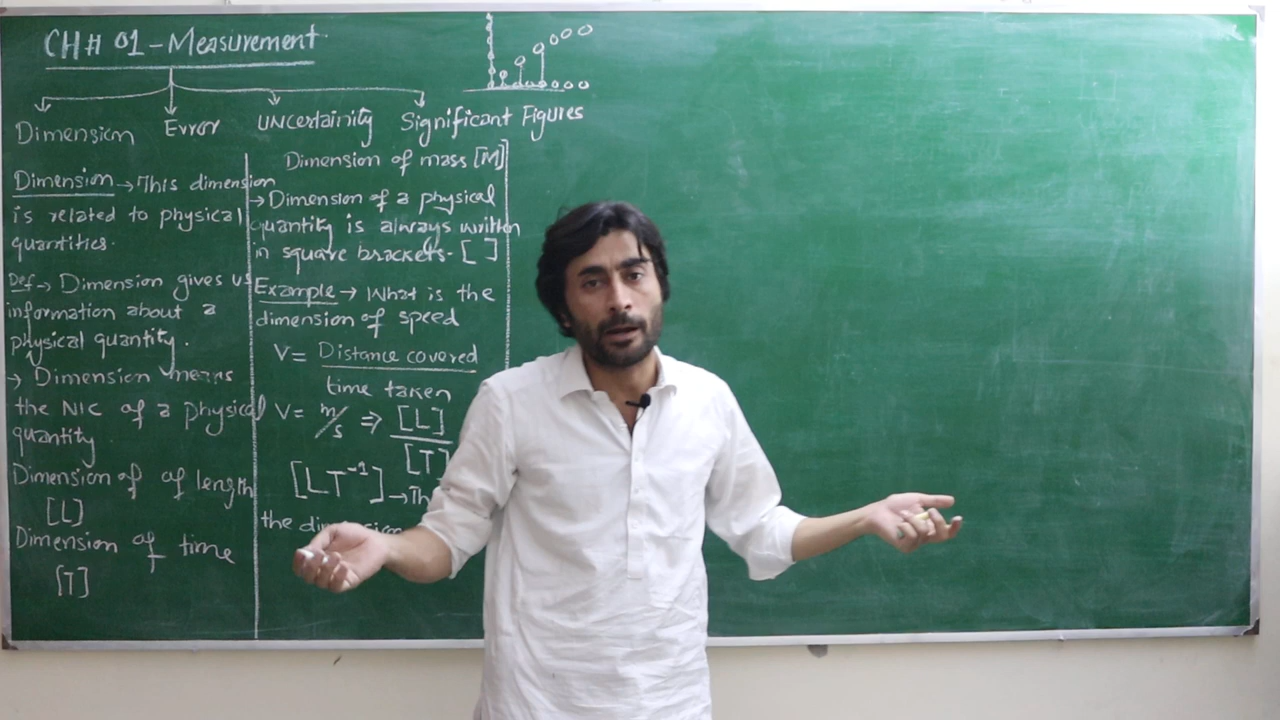 CH# 01 - Measurement
Dimension Error UNcertainity Significant Figures
Dimension → This dimension
is related to physical
quantities.
Def → Dimension gives us
information about a
physical quantity.
→ Dimension means
the NIC of a physical
quantity
Dimension of of length
[L]
Dimension of time
[T]
Dimension of mass [M]
→ Dimension of a physical
quantity is always written
in square brackets- [ ]
Example → What is the
dimension of speed
V = Distance covered
time taken
V = m/s ⇒ [L]
[T]
[LT⁻¹] →
the